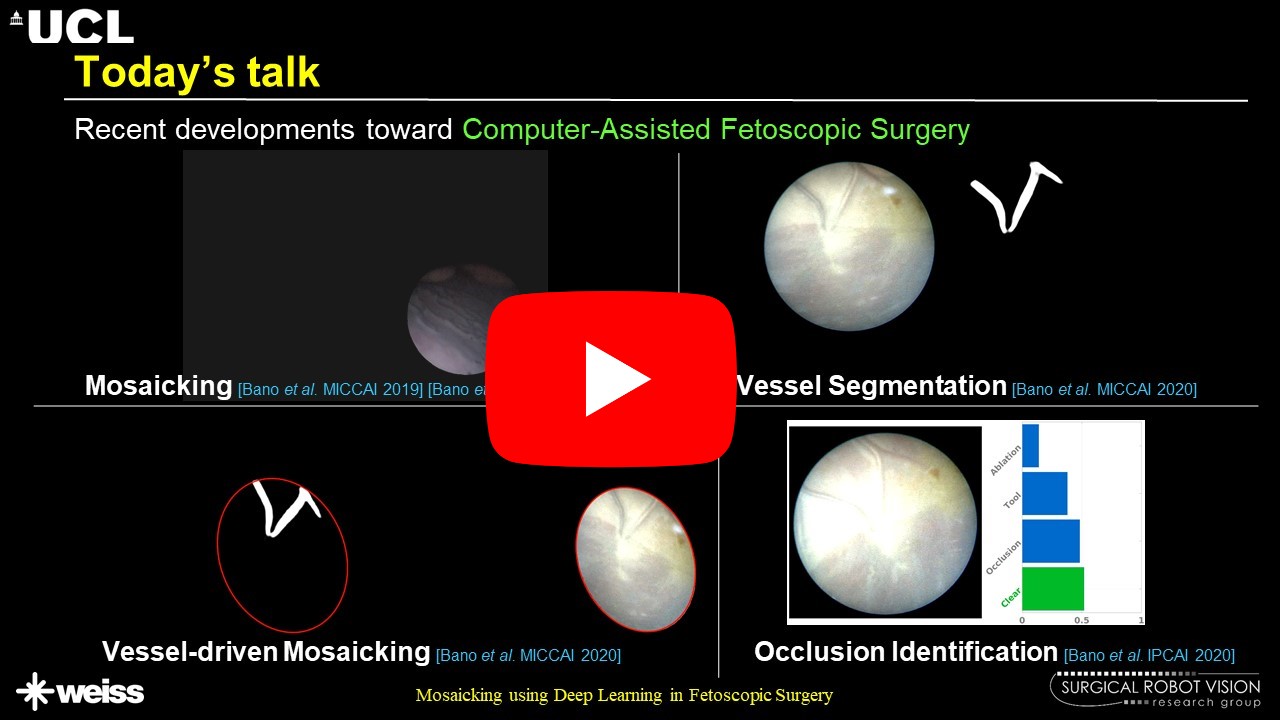 UCL
Today's talk
Recent developments toward Computer-Assisted Fetoscopic Surgery
Mosaicking [Bano et al. MICCAI 2019] [Bano
Vessel Segmentation [Bano et al. MICCAI 2020]
Ablation
Tool
Occlusion
Clear
0 0.5 1
Vessel-driven Mosaicking [Bano et al. MICCAI 2020]
Occlusion Identification [Bano et al. IPCAI 2020]
weiss
Mosaicking using Deep Learning in Fetoscopic Surgery
SURGICAL ROBOT VISION
research group